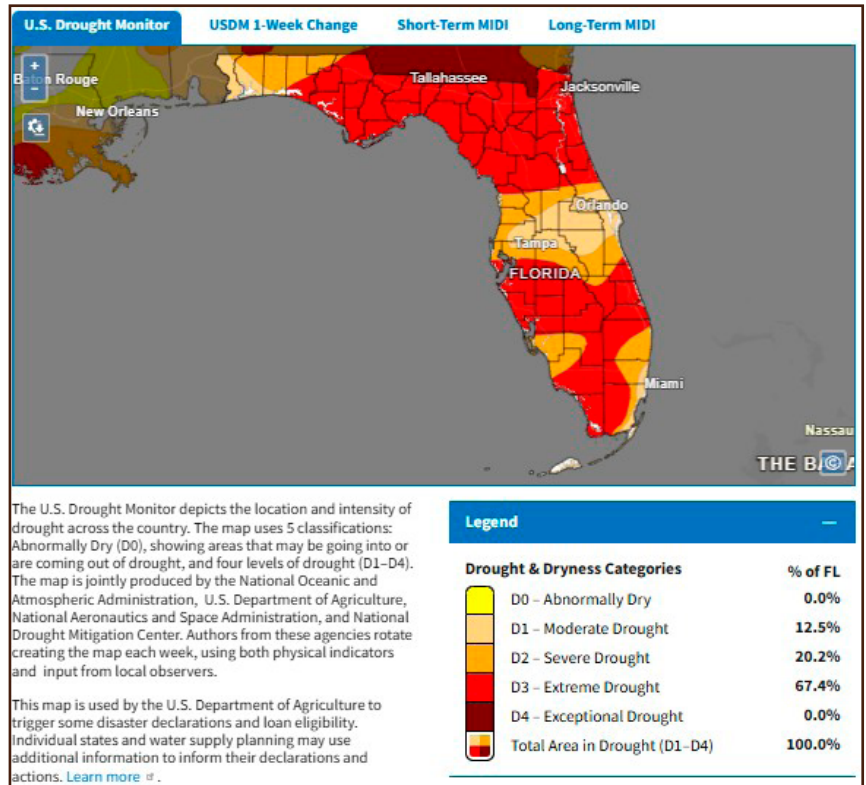 U.S. Drought Monitor USDM 1-Week Change Short-Term MIDI Long-Term MIDI
+
−
Baton Rouge
New Orleans
Tallahassee
Jacksonville
Orlando
Tampa
FLORIDA
Miami
Nassau
THE BA
©
The U.S. Drought Monitor depicts the location and intensity of
drought across the country. The map uses 5 classifications:
Abnormally Dry (D0), showing areas that may be going into or
are coming out of drought, and four levels of drought (D1–D4).
The map is jointly produced by the National Oceanic and
Atmospheric Administration, U.S. Department of Agriculture,
National Aeronautics and Space Administration, and National
Drought Mitigation Center. Authors from these agencies rotate
creating the map each week, using both physical indicators
and input from local observers.
This map is used by the U.S. Department of Agriculture to
trigger some disaster declarations and loan eligibility.
Individual states and water supply planning may use
additional information to inform their declarations and
actions. Learn more.
Legend −
Drought & Dryness Categories % of FL
D0 – Abnormally Dry 0.0%
D1 – Moderate Drought 12.5%
D2 – Severe Drought 20.2%
D3 – Extreme Drought 67.4%
D4 – Exceptional Drought 0.0%
Total Area in Drought (D1–D4) 100.0%